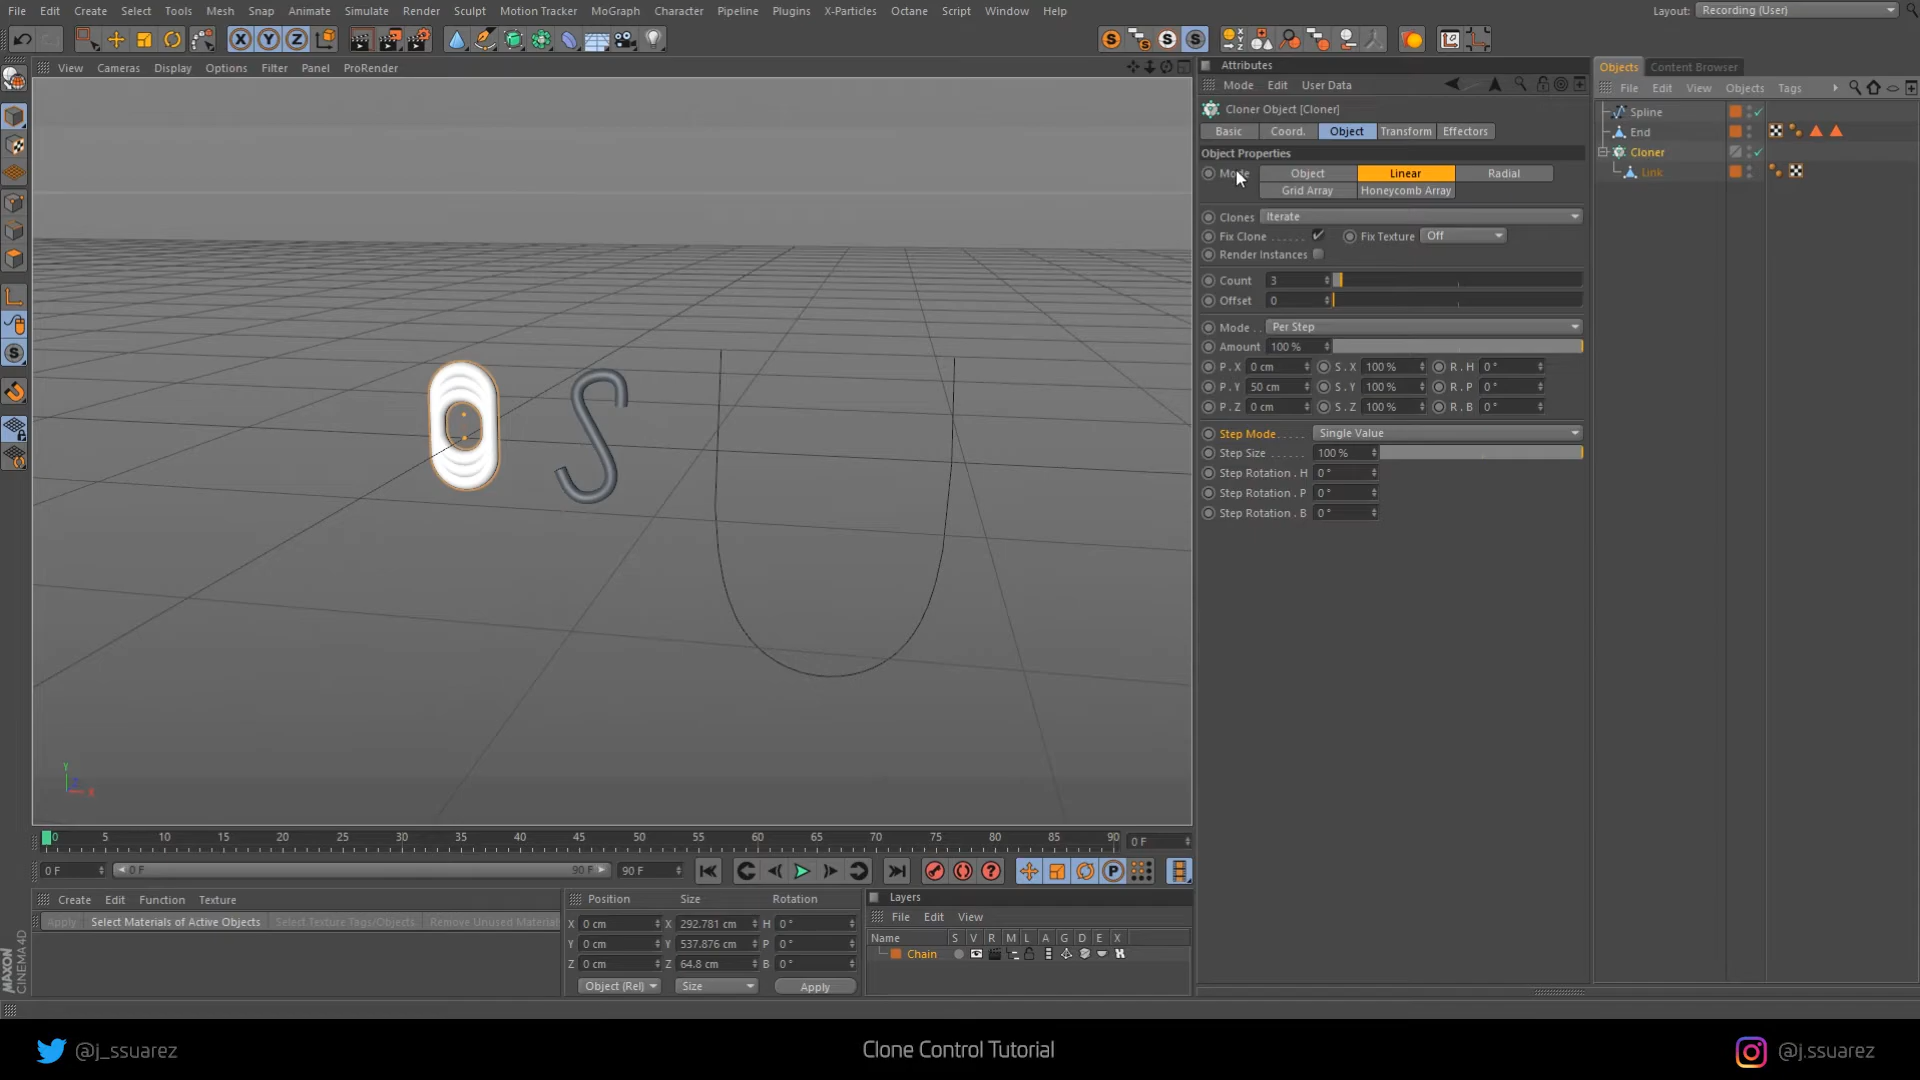 File Edit Create Select Tools Mesh Snap Animate Simulate Render Sculpt Motion Tracker MoGraph Character Pipeline Plugins X-Particles Octane Script Window Help Layout: Recording (User)
View Cameras Display Options Filter Panel ProRender
Attributes
Mode Edit User Data
Cloner Object [Cloner]
Basic Coord. Object Transform Effectors
Object Properties
Mode Object Linear Radial
Grid Array Honeycomb Array
Clones Iterate
Fix Clone ...... Fix Texture Off
Render Instances
Count 3
Offset 0
Mode .. Per Step
Amount 100 %
P . X 0 cm S . X 100 % R . H 0 °
P . Y 50 cm S . Y 100 % R . P 0 °
P . Z 0 cm S . Z 100 % R . B 0 °
Step Mode..... Single Value
Step Size ...... 100 %
Step Rotation . H 0 °
Step Rotation . P 0 °
Step Rotation . B 0 °
Objects Content Browser
File Edit View Objects Tags
Spline
End
Cloner
Link
Y
X
0 5 10 15 20 25 30 35 40 45 50 55 60 65 70 75 80 85 90 0 F
0 F 0 F 90 F 90 F
Create Edit Function Texture
Apply Select Materials of Active Objects Select Texture Tags/Objects Remove Unused Material
Position Size Rotation
X 0 cm X 292.781 cm H 0 °
Y 0 cm Y 537.876 cm P 0 °
Z 0 cm Z 64.8 cm B 0 °
Object (Rel) Size Apply
Layers
File Edit View
Name S V R M L A G D E X
Chain
MAXON
CINEMA 4D
@j_ssuarez
Clone Control Tutorial
@j.ssuarez